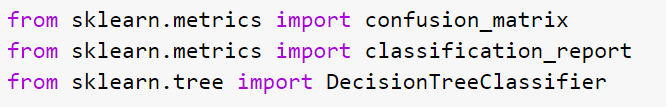 from sklearn.metrics import confusion_matrix
from sklearn.metrics import classification_report
from sklearn.tree import DecisionTreeClassifier